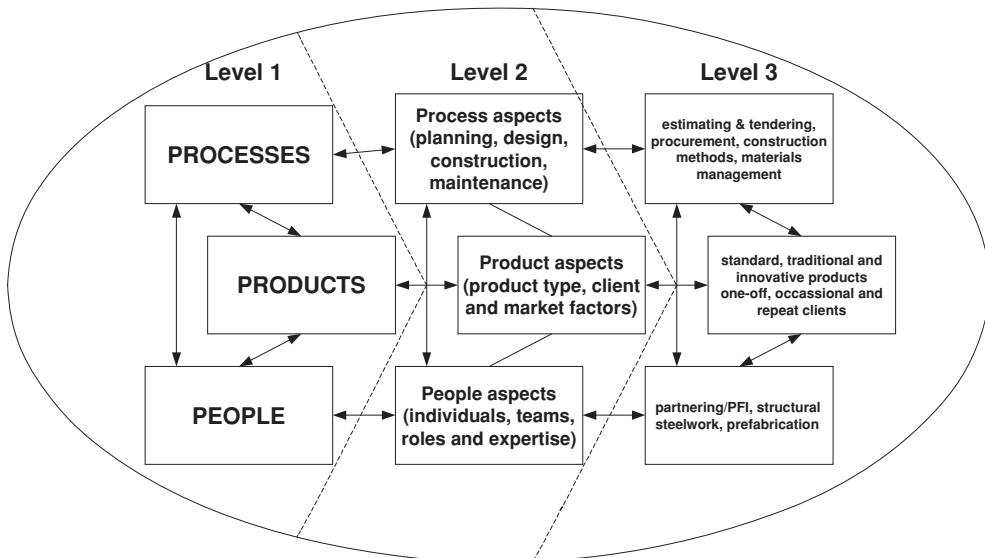 Level 1
Level 2
Level 3
PROCESSES
Process aspects
(planning, design,
construction,
maintenance)
estimating & tendering,
procurement, construction
methods, materials
management
PRODUCTS
Product aspects
(product type, client
and market factors)
standard, traditional and
innovative products
one-off, occassional and
repeat clients
PEOPLE
People aspects
(individuals, teams,
roles and expertise)
partnering/PFI, structural
steelwork, prefabrication